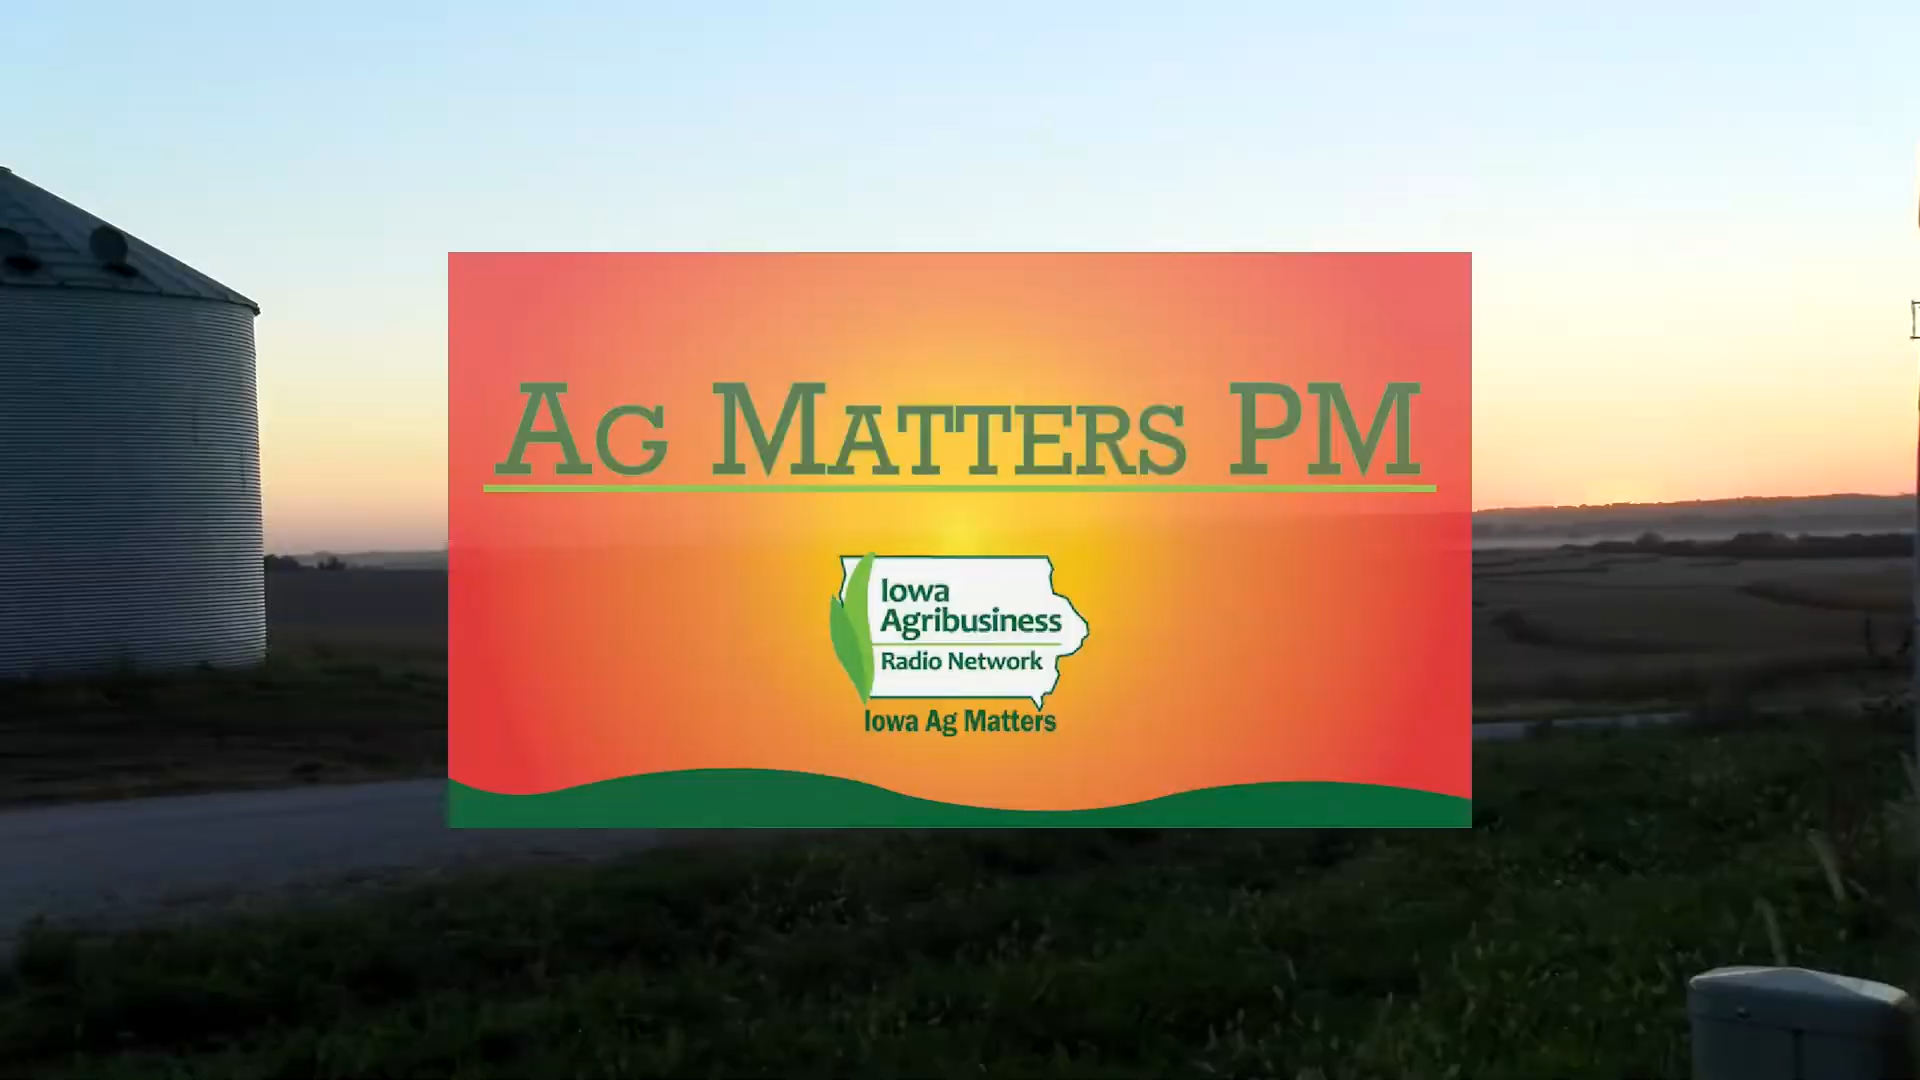 Ag Matters PM
Iowa
Agribusiness
Radio Network
Iowa Ag Matters